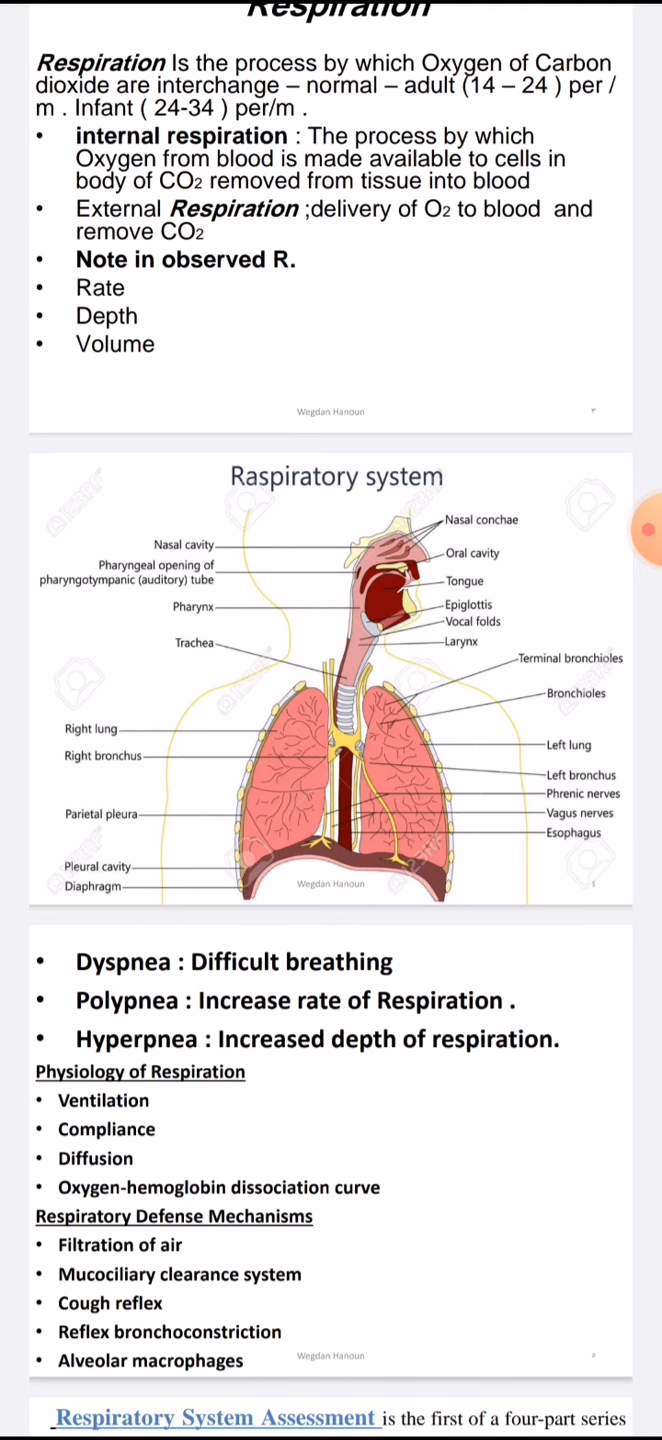 Respiration
Respiration Is the process by which Oxygen of Carbon
dioxide are interchange – normal – adult (14 – 24 ) per /
m . Infant ( 24-34 ) per/m .
• internal respiration : The process by which
Oxygen from blood is made available to cells in
body of CO2 removed from tissue into blood
• External Respiration ;delivery of O2 to blood and
remove CO2
• Note in observed R.
• Rate
• Depth
• Volume
Wegdan Hanoun
٣
Raspiratory system
Nasal cavity
Pharyngeal opening of
pharyngotympanic (auditory) tube
Pharynx
Trachea
Right lung
Right bronchus
Parietal pleura
Pleural cavity
Diaphragm
Nasal conchae
Oral cavity
Tongue
Epiglottis
Vocal folds
Larynx
Terminal bronchioles
Bronchioles
Left lung
Left bronchus
Phrenic nerves
Vagus nerves
Esophagus
123RF
Wegdan Hanoun
٤
• Dyspnea : Difficult breathing
• Polypnea : Increase rate of Respiration .
• Hyperpnea : Increased depth of respiration.
Physiology of Respiration
• Ventilation
• Compliance
• Diffusion
• Oxygen-hemoglobin dissociation curve
Respiratory Defense Mechanisms
• Filtration of air
• Mucociliary clearance system
• Cough reflex
• Reflex bronchoconstriction
• Alveolar macrophages
Wegdan Hanoun
٥
Respiratory System Assessment is the first of a four-part series